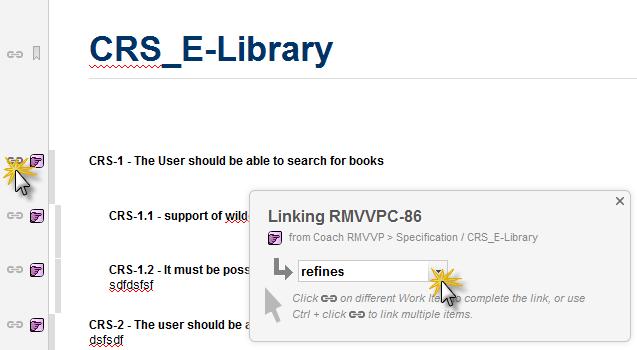 CRS_E-Library
CRS-1 - The User should be able to search for books
CRS-1.1 - support of wild
Linking RMVVPC-86
from Coach RMVVP > Specification / CRS_E-Library
refines
CRS-1.2 - It must be poss
sdfdsfsf
Click on different Work Item to complete the link, or use
Ctrl + click to link multiple items.
CRS-2 - The user should be a
dsfsdf